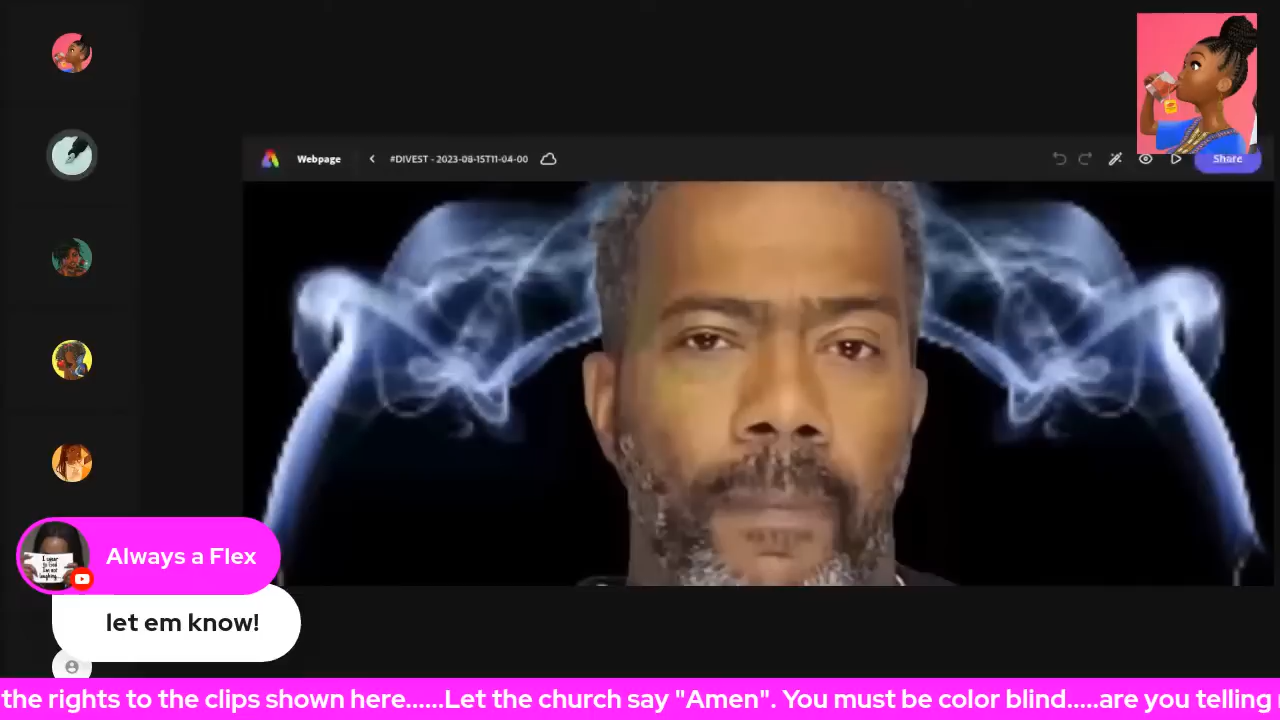 Webpage
#DIVEST - 2023-08-15T11-04-00
Share
Always a Flex
let em know!
the rights to the clips shown here......Let the church say "Amen". You must be color blind.....are you telling